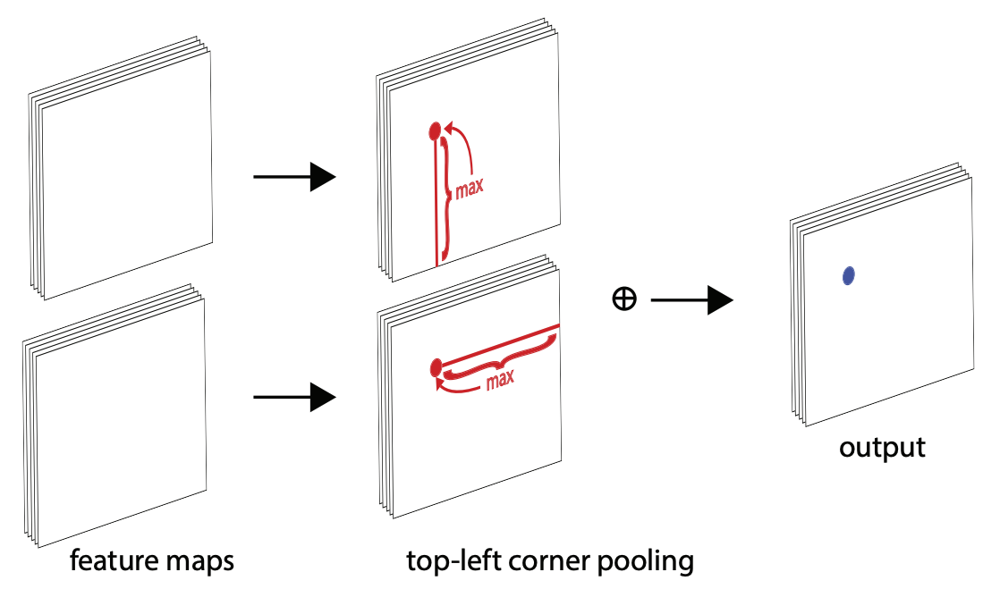 max
max
output
feature maps
top-left corner pooling